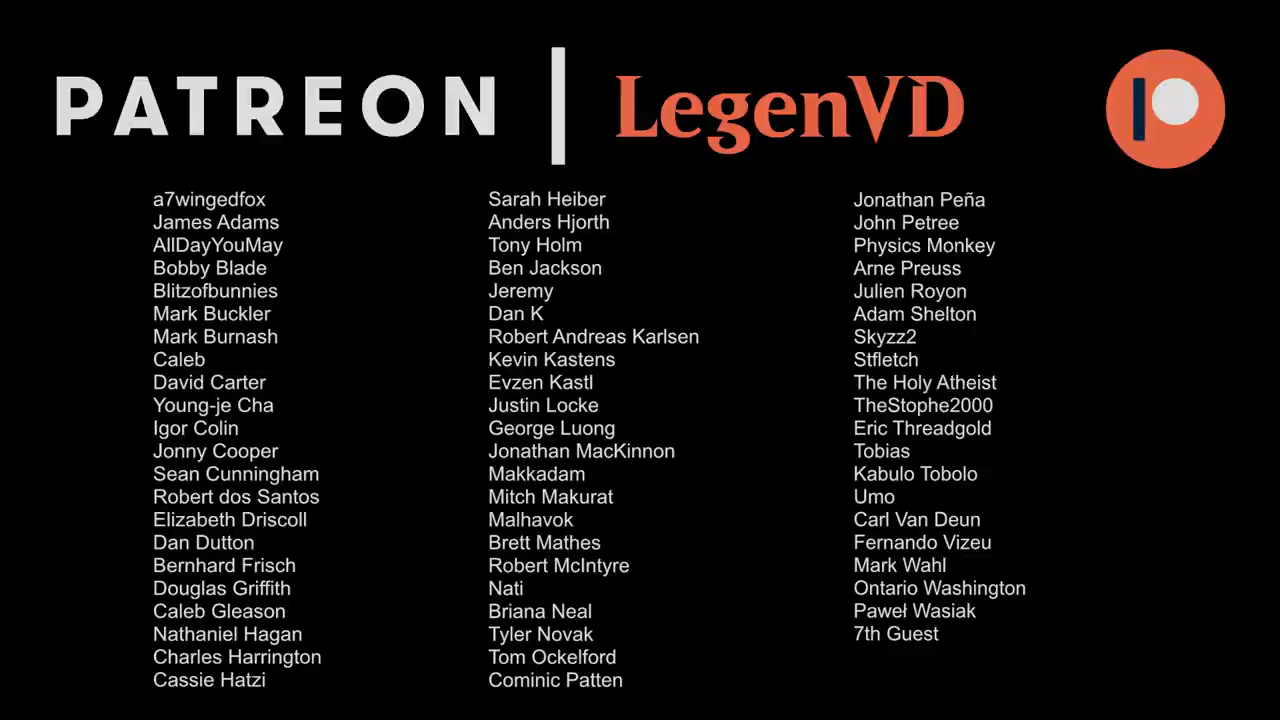 PATREON | LegenVD
a7wingedfox
James Adams
AllDayYouMay
Bobby Blade
Blitzofbunnies
Mark Buckler
Mark Burnash
Caleb
David Carter
Young-je Cha
Igor Colin
Jonny Cooper
Sean Cunningham
Robert dos Santos
Elizabeth Driscoll
Dan Dutton
Bernhard Frisch
Douglas Griffith
Caleb Gleason
Nathaniel Hagan
Charles Harrington
Cassie Hatzi
Sarah Heiber
Anders Hjorth
Tony Holm
Ben Jackson
Jeremy
Dan K
Robert Andreas Karlsen
Kevin Kastens
Evzen Kastl
Justin Locke
George Luong
Jonathan MacKinnon
Makkadam
Mitch Makurat
Malhavok
Brett Mathes
Robert McIntyre
Nati
Briana Neal
Tyler Novak
Tom Ockelford
Cominic Patten
Jonathan Peña
John Petree
Physics Monkey
Arne Preuss
Julien Royon
Adam Shelton
Skyzz2
Stfletch
The Holy Atheist
TheStophe2000
Eric Threadgold
Tobias
Kabulo Tobolo
Umo
Carl Van Deun
Fernando Vizeu
Mark Wahl
Ontario Washington
Paweł Wasiak
7th Guest